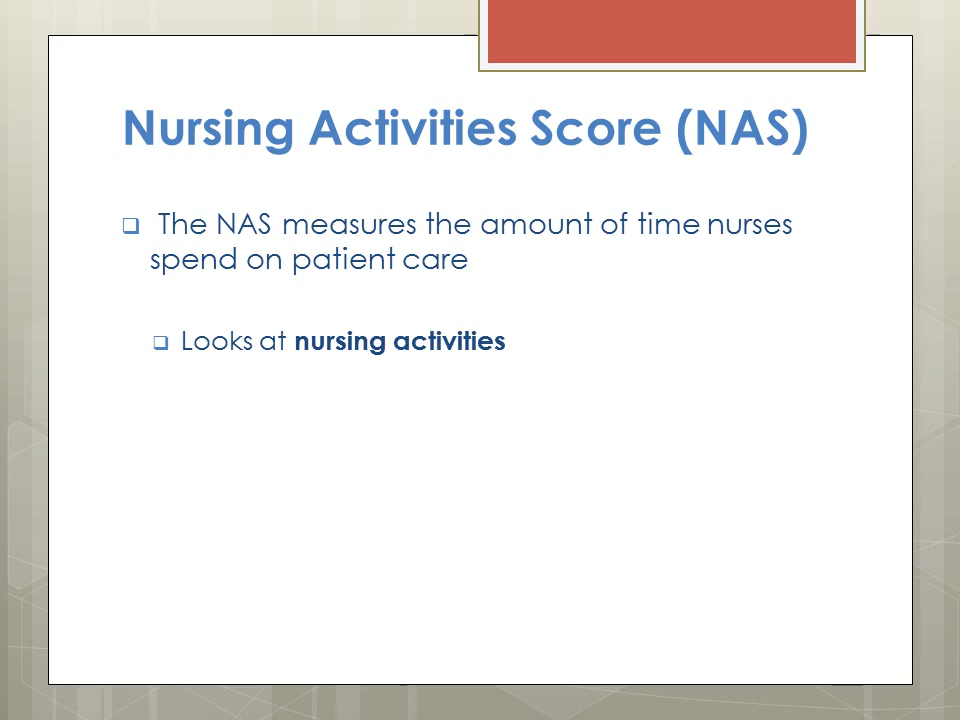 Nursing Activities Score (NAS)
The NAS measures the amount of time nurses
spend on patient care
Looks at nursing activities